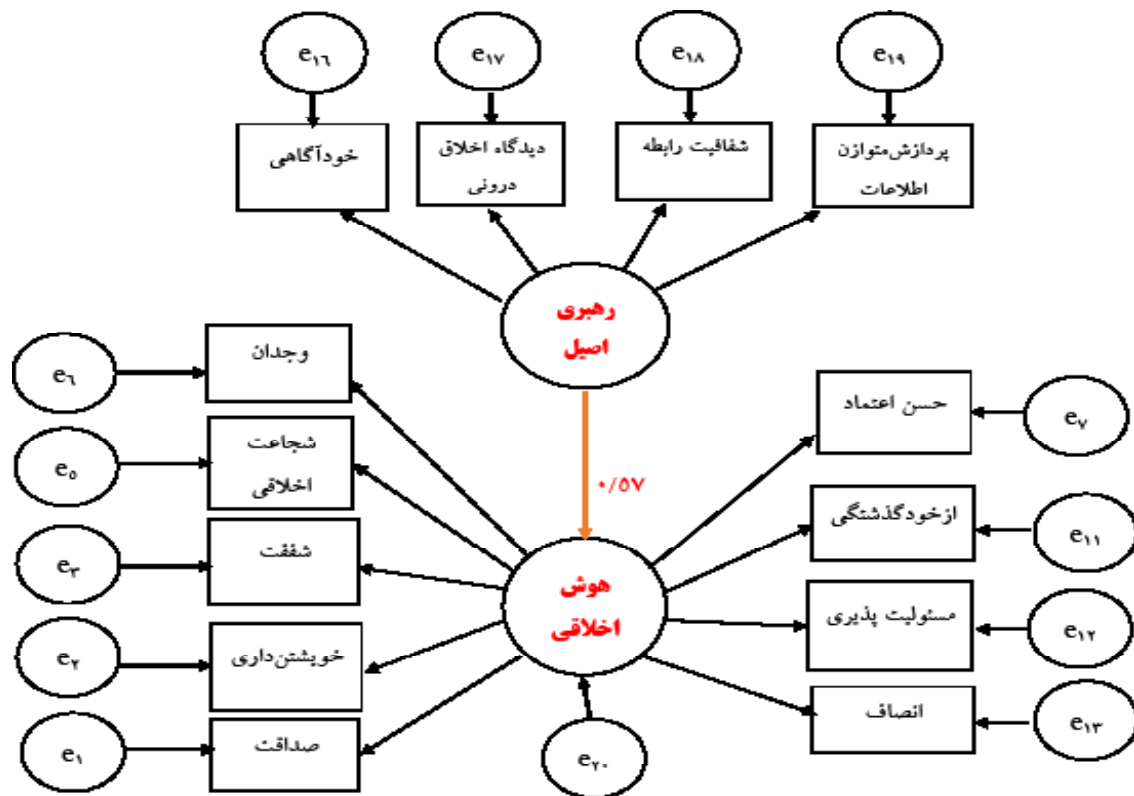 e۱۶
e۱۷
e۱۸
e۱۹
خودآگاهی
دیدگاه اخلاق
درونی
شفافیت رابطه
پردازش‌متوازن
اطلاعات
رهبری
اصیل
e۶
وجدان
حسن اعتماد
e۷
e۵
شجاعت
اخلاقی
۰/۵۷
ازخودگذشتگی
e۱۱
e۳
شفقت
هوش
اخلاقی
مسئولیت پذیری
e۱۲
e۲
خویشتن‌داری
انصاف
e۱۳
e۱
صداقت
e۲۰